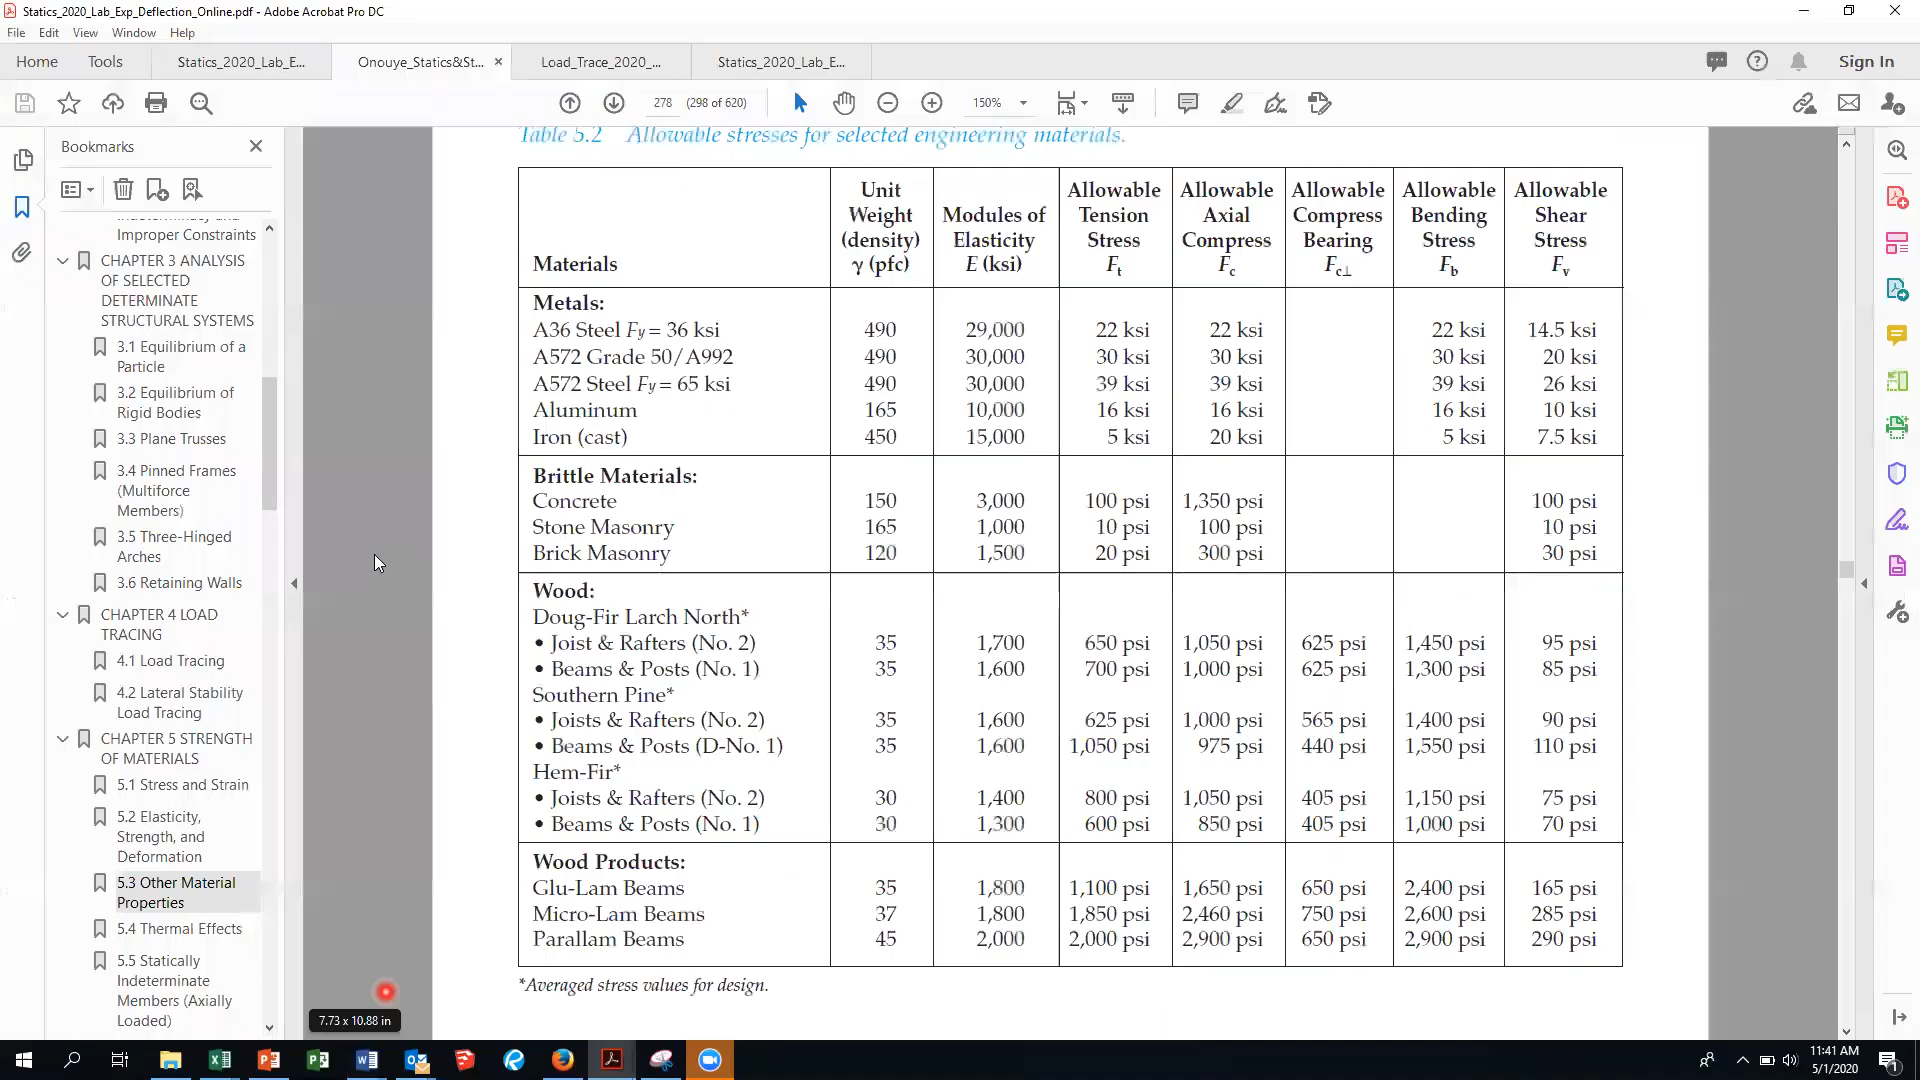 Statics_2020_Lab_Exp_Deflection_Online.pdf - Adobe Acrobat Pro DC
File Edit View Window Help
Home Tools Statics_2020_Lab_E... Onouye_Statics&St... × Load_Trace_2020_... Statics_2020_Lab_E... Sign In
278 (298 of 620) 150%
Bookmarks
Improper Constraints
CHAPTER 3 ANALYSIS
OF SELECTED
DETERMINATE
STRUCTURAL SYSTEMS
3.1 Equilibrium of a
Particle
3.2 Equilibrium of
Rigid Bodies
3.3 Plane Trusses
3.4 Pinned Frames
(Multiforce
Members)
3.5 Three-Hinged
Arches
3.6 Retaining Walls
CHAPTER 4 LOAD
TRACING
4.1 Load Tracing
4.2 Lateral Stability
Load Tracing
CHAPTER 5 STRENGTH
OF MATERIALS
5.1 Stress and Strain
5.2 Elasticity,
Strength, and
Deformation
5.3 Other Material
Properties
5.4 Thermal Effects
5.5 Statically
Indeterminate
Members (Axially
Loaded)
7.73 x 10.88 in
Table 5.2 Allowable stresses for selected engineering materials.
Materials
Unit
Weight
(density)
γ (pfc)
Modules of
Elasticity
E (ksi)
Allowable
Tension
Stress
Ft
Allowable
Axial
Compress
Fc
Allowable
Compress
Bearing
Fc⊥
Allowable
Bending
Stress
Fb
Allowable
Shear
Stress
Fv
Metals:
A36 Steel Fy = 36 ksi 490 29,000 22 ksi 22 ksi 22 ksi 14.5 ksi
A572 Grade 50/A992 490 30,000 30 ksi 30 ksi 30 ksi 20 ksi
A572 Steel Fy = 65 ksi 490 30,000 39 ksi 39 ksi 39 ksi 26 ksi
Aluminum 165 10,000 16 ksi 16 ksi 16 ksi 10 ksi
Iron (cast) 450 15,000 5 ksi 20 ksi 5 ksi 7.5 ksi
Brittle Materials:
Concrete 150 3,000 100 psi 1,350 psi 100 psi
Stone Masonry 165 1,000 10 psi 100 psi 10 psi
Brick Masonry 120 1,500 20 psi 300 psi 30 psi
Wood:
Doug-Fir Larch North*
• Joist & Rafters (No. 2) 35 1,700 650 psi 1,050 psi 625 psi 1,450 psi 95 psi
• Beams & Posts (No. 1) 35 1,600 700 psi 1,000 psi 625 psi 1,300 psi 85 psi
Southern Pine*
• Joists & Rafters (No. 2) 35 1,600 625 psi 1,000 psi 565 psi 1,400 psi 90 psi
• Beams & Posts (D-No. 1) 35 1,600 1,050 psi 975 psi 440 psi 1,550 psi 110 psi
Hem-Fir*
• Joists & Rafters (No. 2) 30 1,400 800 psi 1,050 psi 405 psi 1,150 psi 75 psi
• Beams & Posts (No. 1) 30 1,300 600 psi 850 psi 405 psi 1,000 psi 70 psi
Wood Products:
Glu-Lam Beams 35 1,800 1,100 psi 1,650 psi 650 psi 2,400 psi 165 psi
Micro-Lam Beams 37 1,800 1,850 psi 2,460 psi 750 psi 2,600 psi 285 psi
Parallam Beams 45 2,000 2,000 psi 2,900 psi 650 psi 2,900 psi 290 psi
*Averaged stress values for design.
11:41 AM
5/1/2020